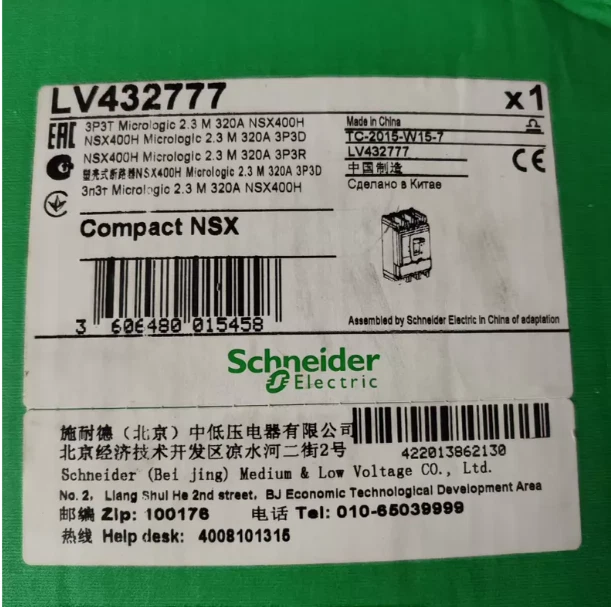 LV432777 x1
3P3T Micrologic 2.3 M 320A NSX400H
NSX400H Micrologic 2.3 M 320A 3P3D
NSX400H Micrologic 2.3 M 320A 3P3R
塑壳式断路器NSX400H Micrologic 2.3 M 320A 3P3D
3п3т Micrologic 2.3 M 320A NSX400H
EAC
Made in China
TC-2015-W15-7
LV432777
中国制造
Сделано в Китае
CE
Compact NSX
3 606480 015458
Assembled by Schneider Electric in China of adaptation
Schneider
Electric
施耐德（北京）中低压电器有限公司
北京经济技术开发区凉水河二街2号
422013862130
Schneider (Bei jing) Medium & Low Voltage CO., Ltd.
No. 2, Liang Shui He 2nd street, BJ Economic Technological Development Area
邮编 Zip: 100176 电话 Tel: 010-65039999
热线 Help desk: 4008101315